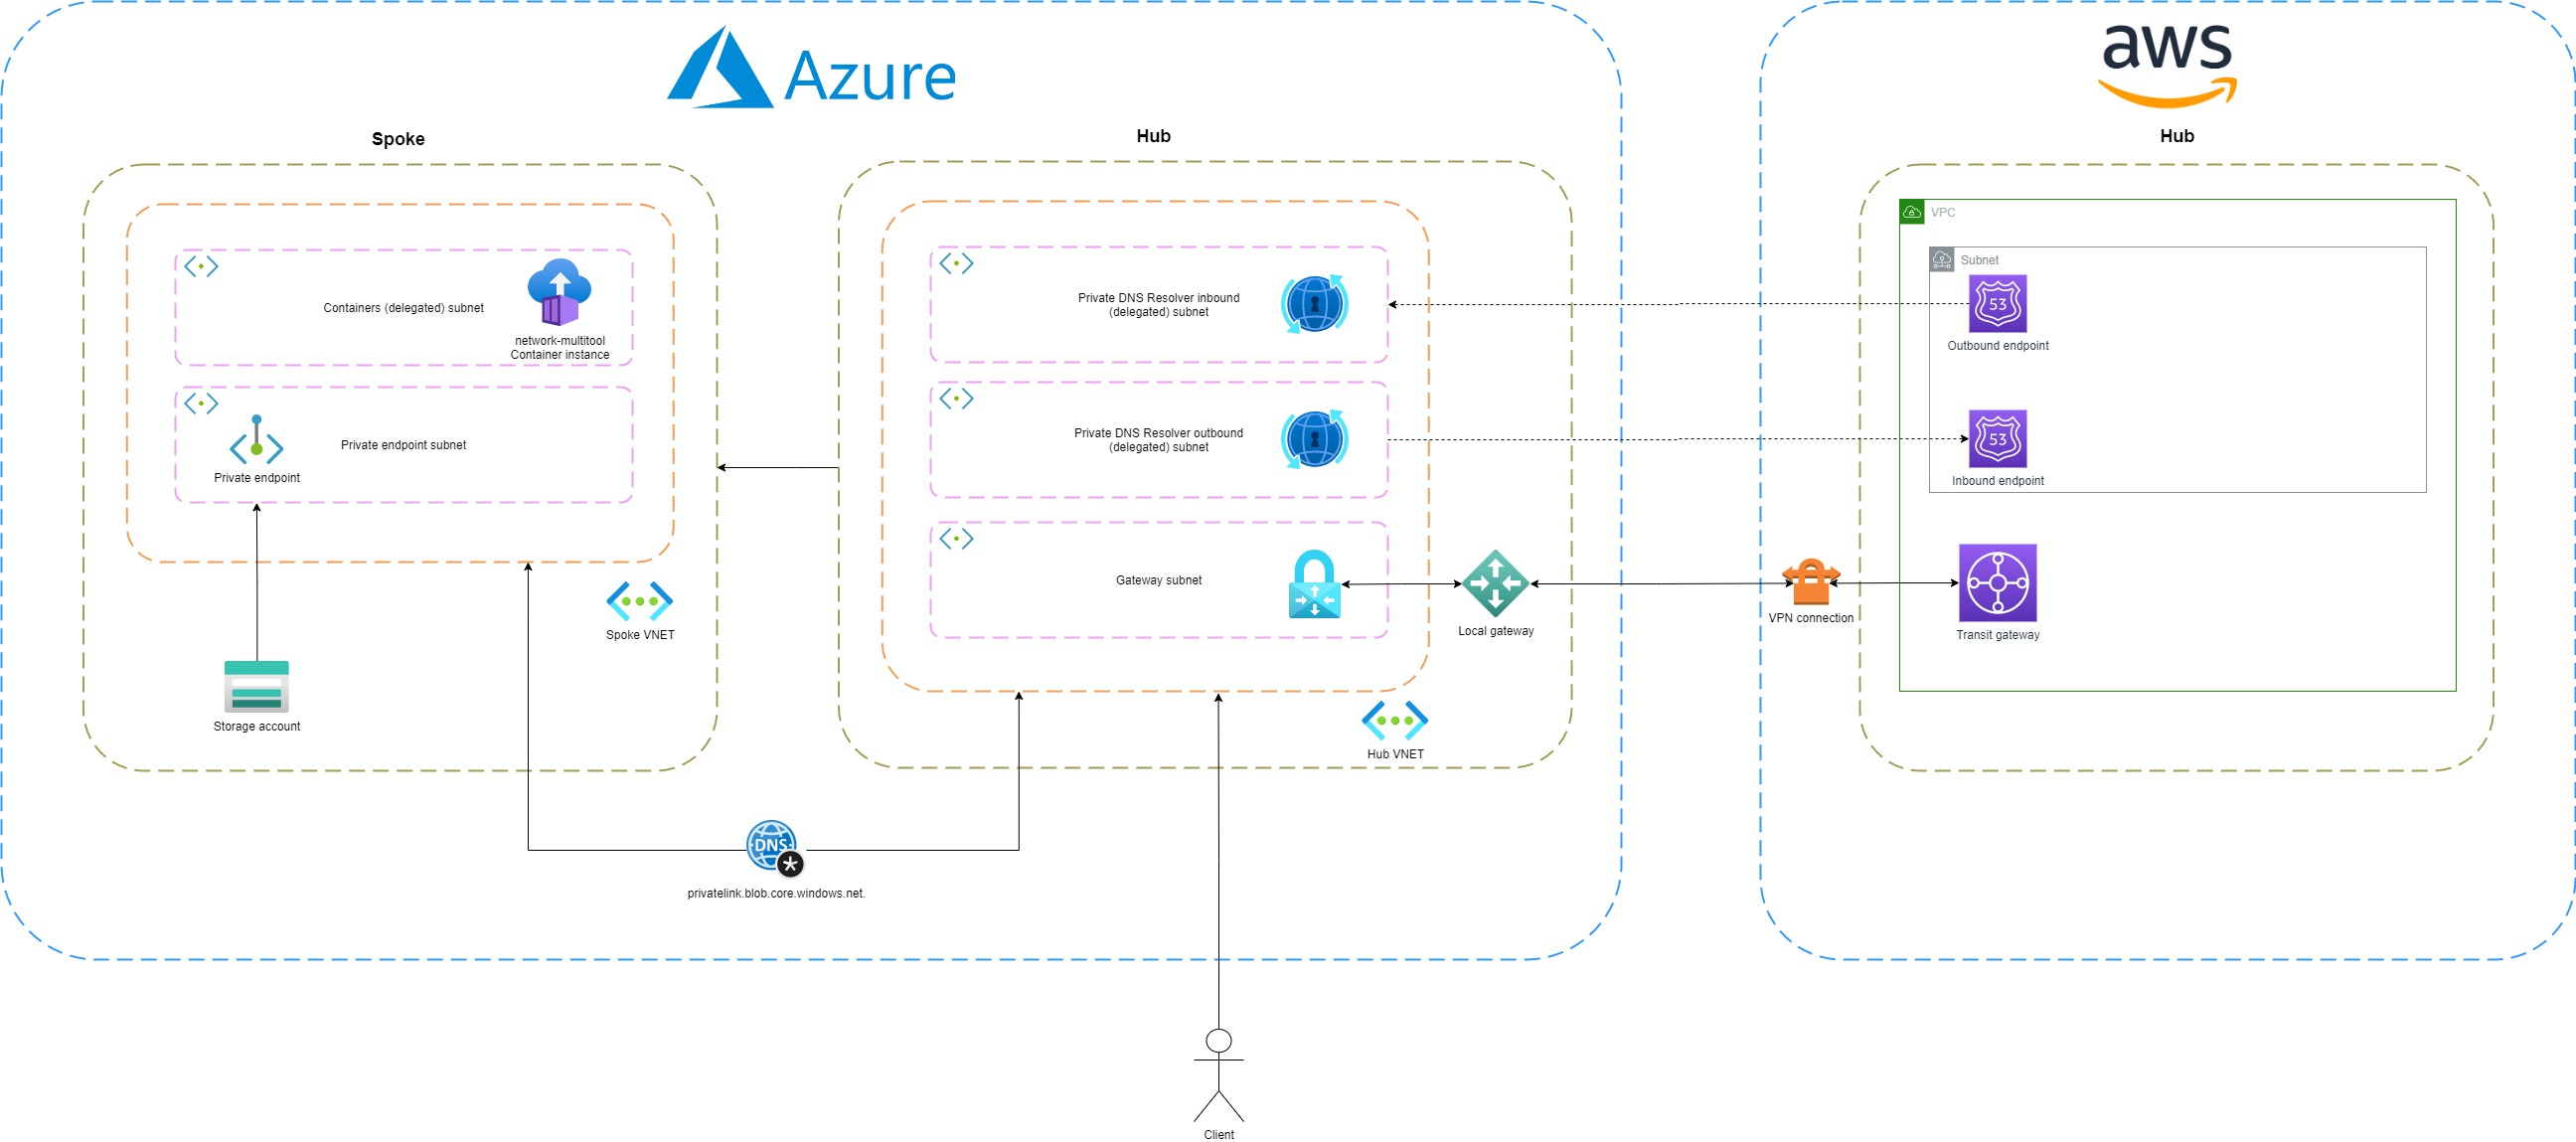 Azure
aws
Spoke
Hub
Hub
Containers (delegated) subnet
network-multitool
Container instance
Private endpoint subnet
Private endpoint
Storage account
Spoke VNET
Private DNS Resolver inbound
(delegated) subnet
Private DNS Resolver outbound
(delegated) subnet
Gateway subnet
Local gateway
Hub VNET
DNS
*
privatelink.blob.core.windows.net.
Client
VPC
Subnet
53
Outbound endpoint
53
Inbound endpoint
VPN connection
Transit gateway